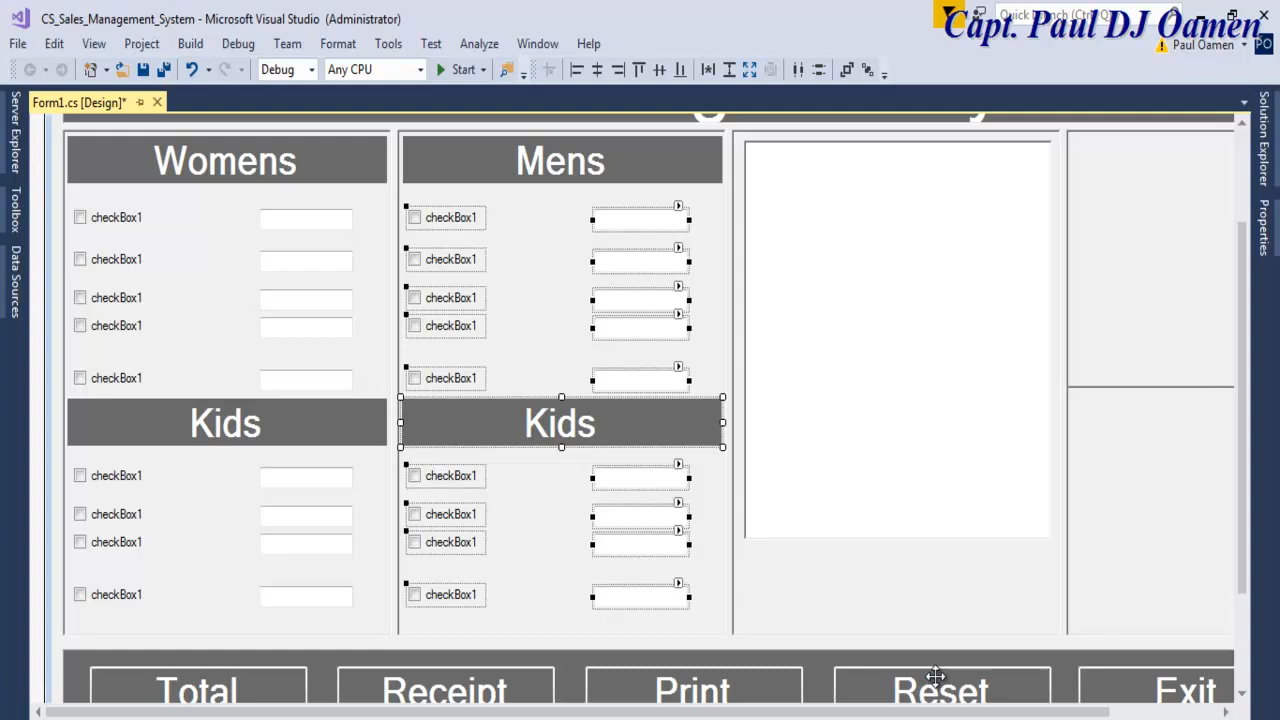 CS_Sales_Management_System - Microsoft Visual Studio (Administrator)
Quick Launch (Ctrl+Q)
Capt. Paul DJ Oamen
File Edit View Project Build Debug Team Format Tools Test Analyze Window Help
Paul Oamen PO
Debug Any CPU Start
Form1.cs [Design]*
Server Explorer
Toolbox
Data Sources
Solution Explorer
Properties
Womens Mens
checkBox1 checkBox1
checkBox1 checkBox1
checkBox1 checkBox1
checkBox1 checkBox1
checkBox1 checkBox1
Kids Kids
checkBox1 checkBox1
checkBox1 checkBox1
checkBox1 checkBox1
checkBox1 checkBox1
Total Receipt Print Reset Exit